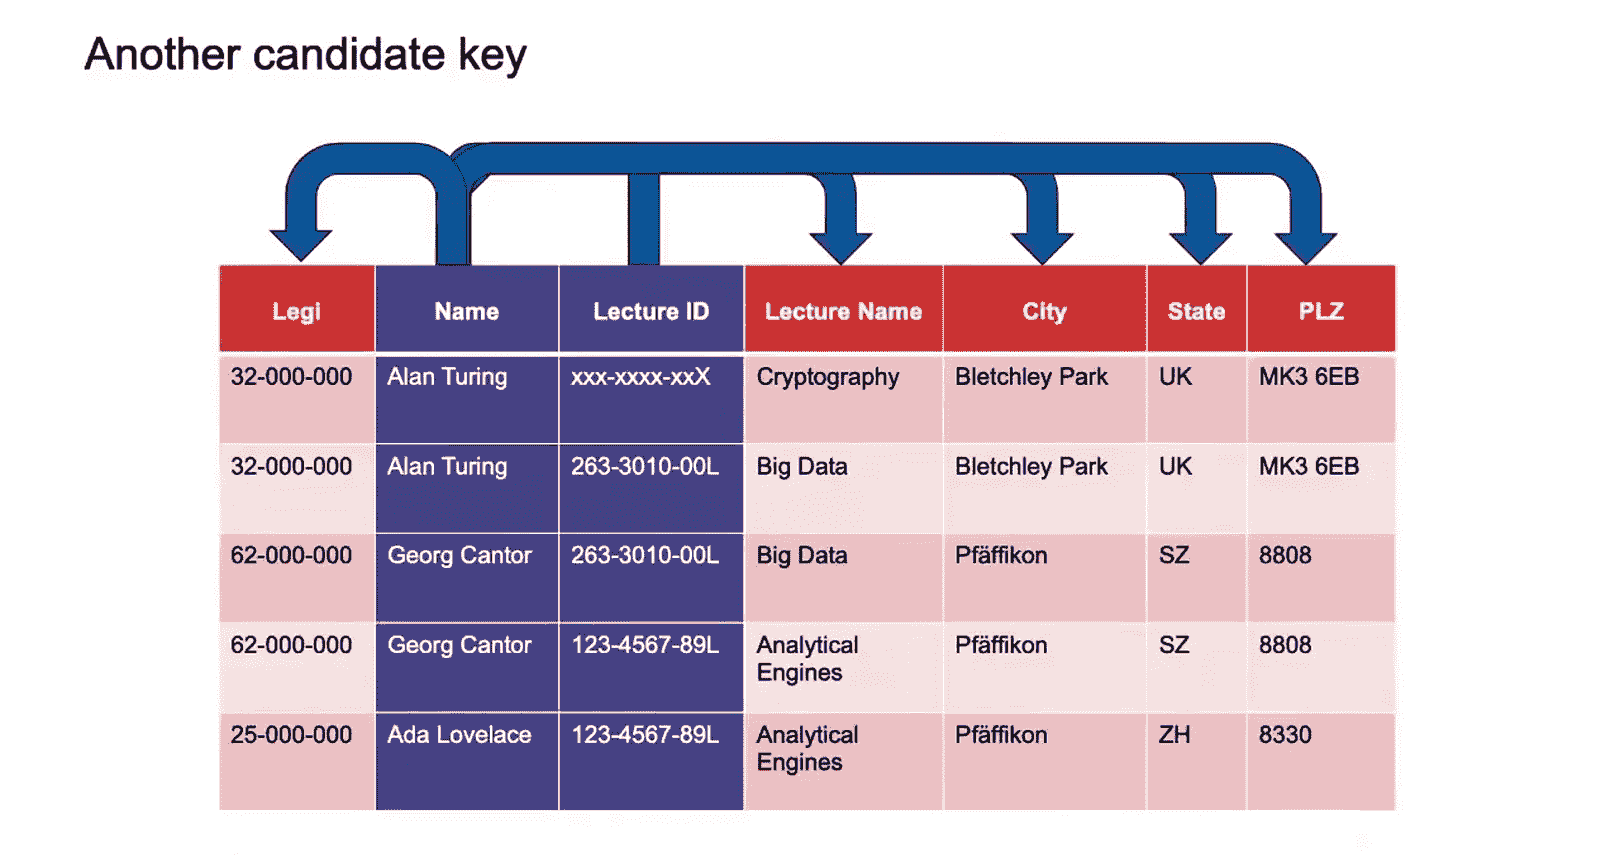 Another candidate key
Legi Name Lecture ID Lecture Name City State PLZ
32-000-000 Alan Turing xxx-xxxx-xxX Cryptography Bletchley Park UK MK3 6EB
32-000-000 Alan Turing 263-3010-00L Big Data Bletchley Park UK MK3 6EB
62-000-000 Georg Cantor 263-3010-00L Big Data Pfäffikon SZ 8808
62-000-000 Georg Cantor 123-4567-89L Analytical Pfäffikon SZ 8808
Engines
25-000-000 Ada Lovelace 123-4567-89L Analytical Pfäffikon ZH 8330
Engines